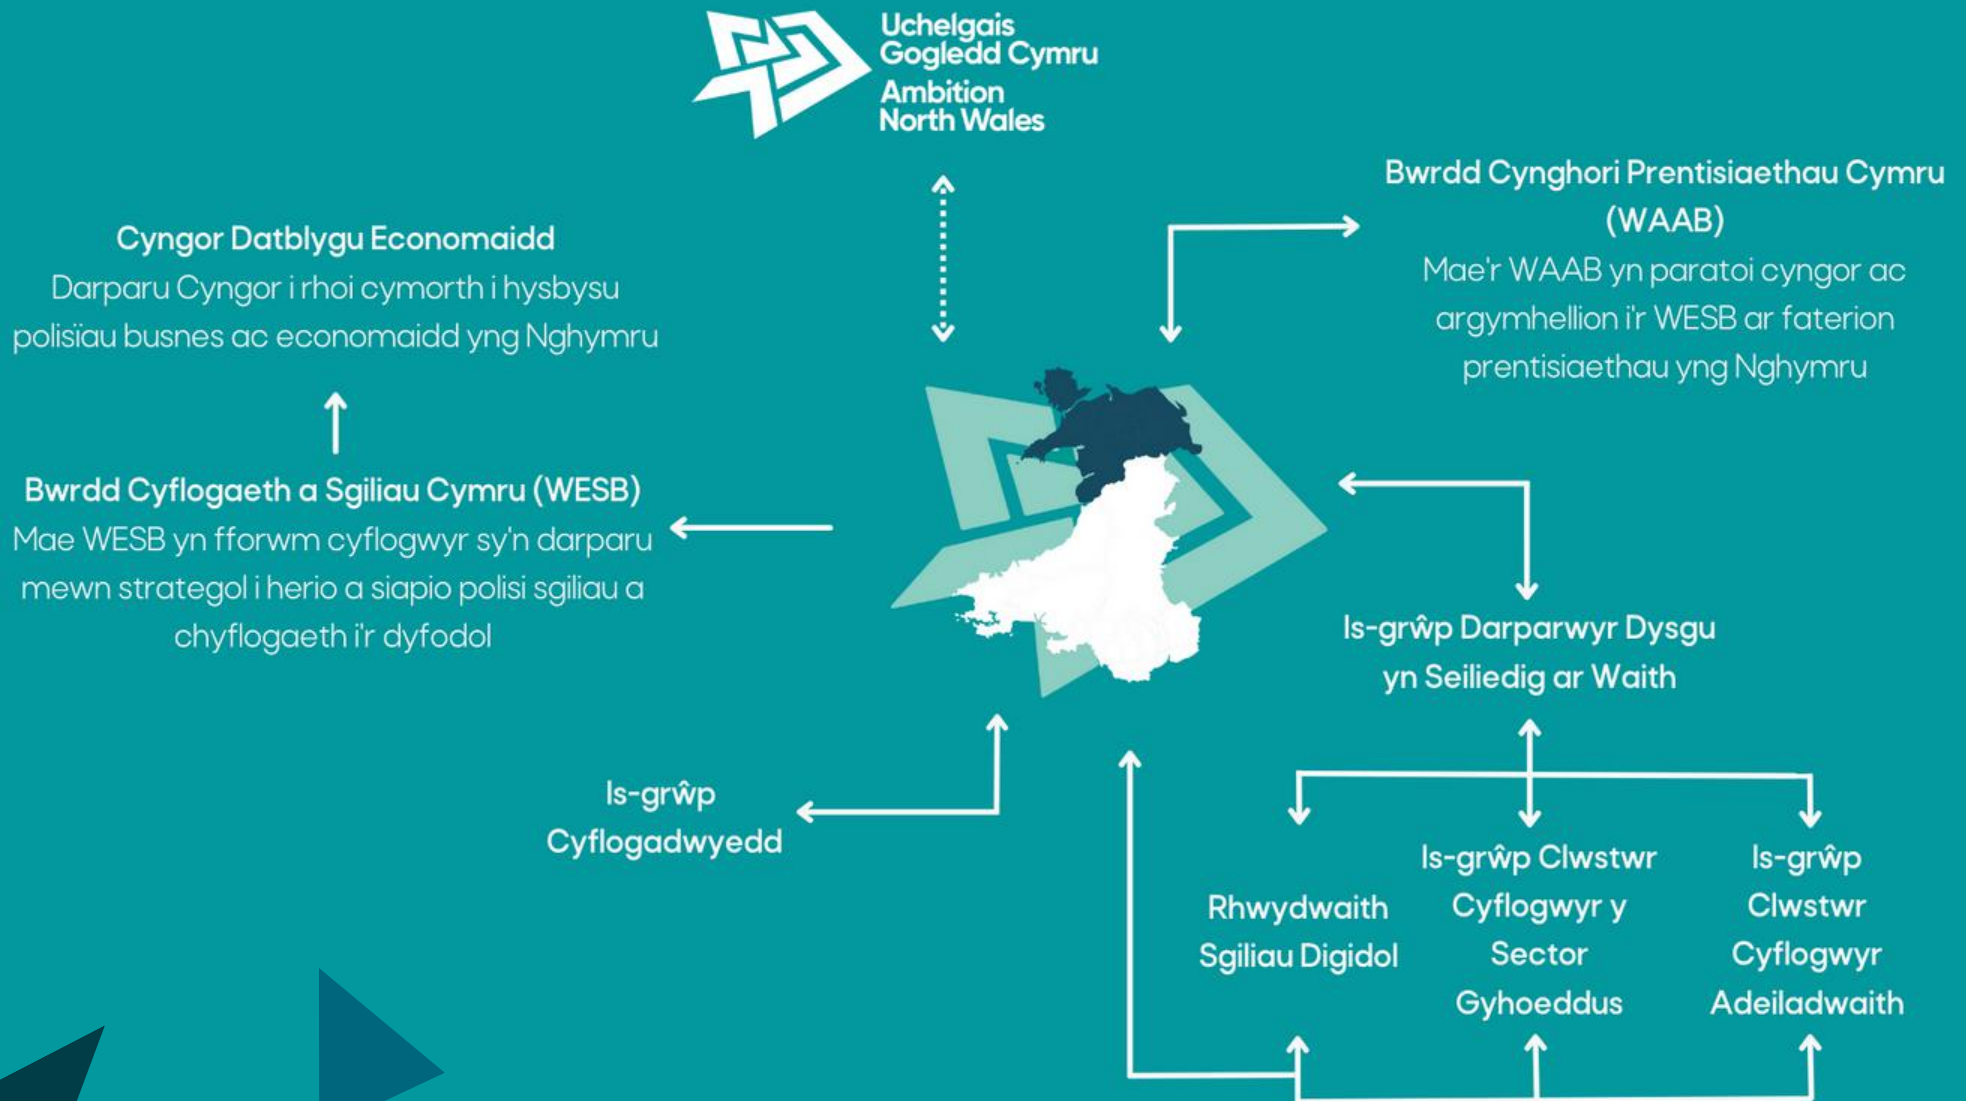 Uchelgais
Gogledd Cymru
Ambition
North Wales
Cyngor Datblygu Economaidd
Darparu Cyngor i rhoi cymorth i hysbysu
polisïau busnes ac economaidd yng Nghymru
Bwrdd Cynghori Prentisiaethau Cymru
(WAAB)
Mae'r WAAB yn paratoi cyngor ac
argymhellion i'r WESB ar faterion
prentisiaethau yng Nghymru
Bwrdd Cyflogaeth a Sgiliau Cymru (WESB)
Mae WESB yn fforwm cyflogwyr sy'n darparu
mewn strategol i herio a siapio polisi sgiliau a
chyflogaeth i'r dyfodol
Is-grŵp Darparwyr Dysgu
yn Seiliedig ar Waith
Is-grŵp
Cyflogadwyedd
Rhwydwaith
Sgiliau Digidol
Is-grŵp Clwstwr
Cyflogwyr y
Sector
Gyhoeddus
Is-grŵp
Clwstwr
Cyflogwyr
Adeiladwaith